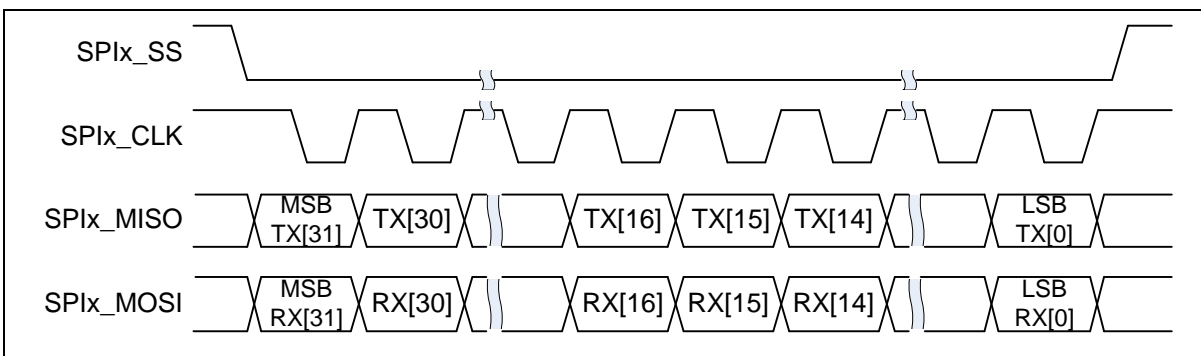 SPIx_SS
SPIx_CLK
SPIx_MISO
MSB
TX[31]
TX[30]
TX[16]
TX[15]
TX[14]
LSB
TX[0]
SPIx_MOSI
MSB
RX[31]
RX[30]
RX[16]
RX[15]
RX[14]
LSB
RX[0]